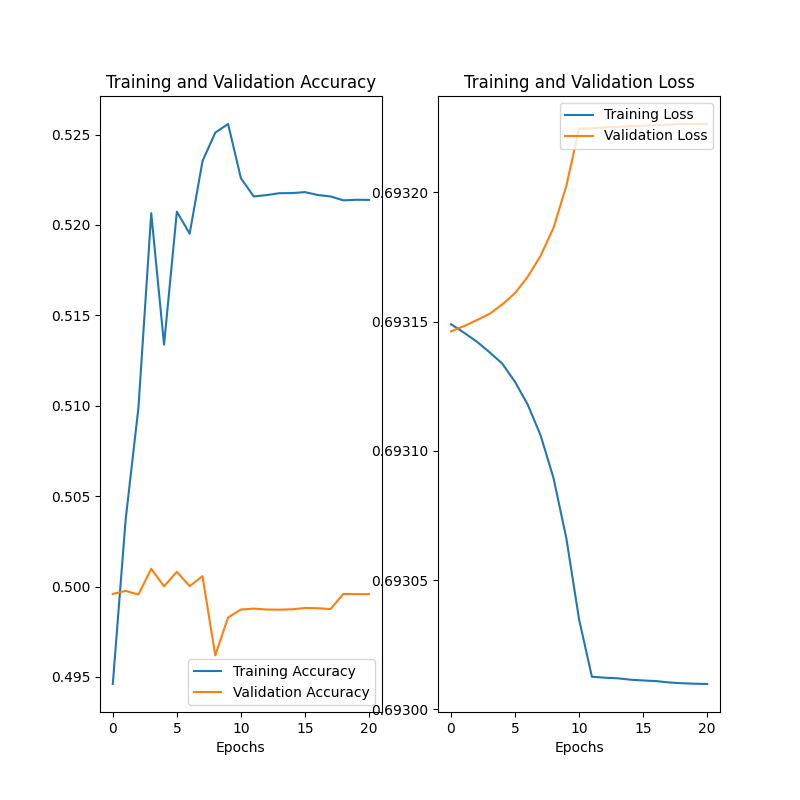 Training and Validation Accuracy
0.525
0.520
0.515
0.510
0.505
0.500
0.495
Training Accuracy
Validation Accuracy
0 5 10 15 20
Epochs
Training and Validation Loss
Training Loss
Validation Loss
0.69320
0.69315
0.69310
0.69305
0.69300
0 5 10 15 20
Epochs